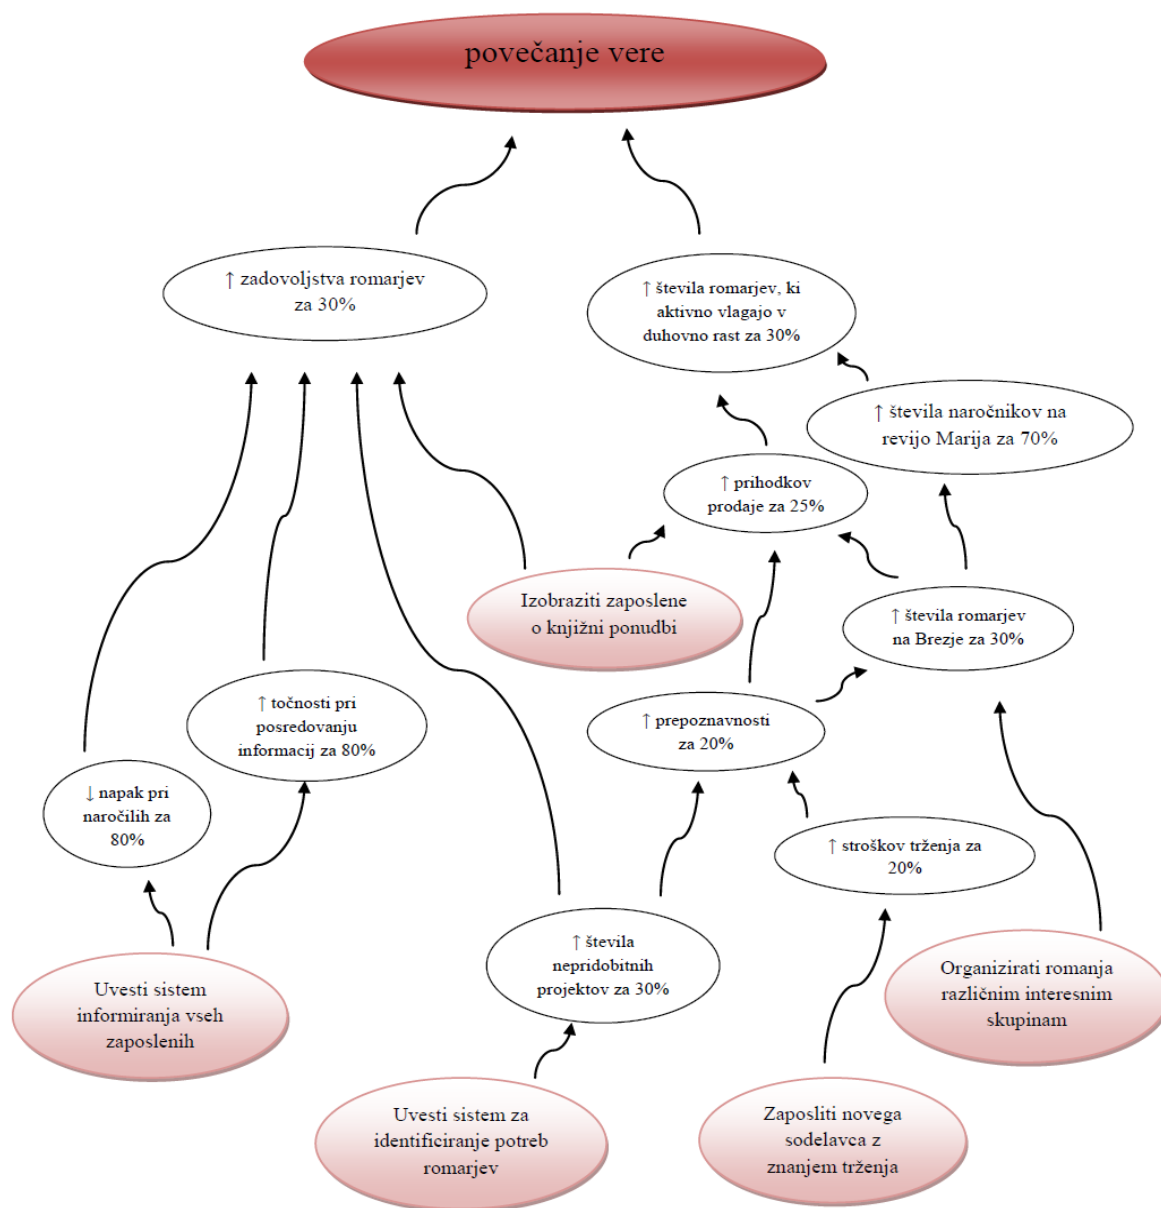 povečanje vere
↑ zadovoljstva romarjev
za 30%
↑ števila romarjev, ki
aktivno vlagajo v
duhovno rast za 30%
↑ števila naročnikov na
revijo Marija za 70%
↑ prihodkov
prodaje za 25%
Izobraziti zaposlene
o knjižni ponudbi
↑ števila romarjev
na Brezje za 30%
↑ točnosti pri
posredovanju
informacij za 80%
↑ prepoznavnosti
za 20%
↓ napak pri
naročilih za
80%
↑ stroškov trženja za
20%
↑ števila
nepridobitnih
projektov za 30%
Uvesti sistem
informiranja vseh
zaposlenih
Organizirati romanja
različnim interesnim
skupinam
Uvesti sistem za
identificiranje potreb
romarjev
Zaposliti novega
sodelavca z
znanjem trženja